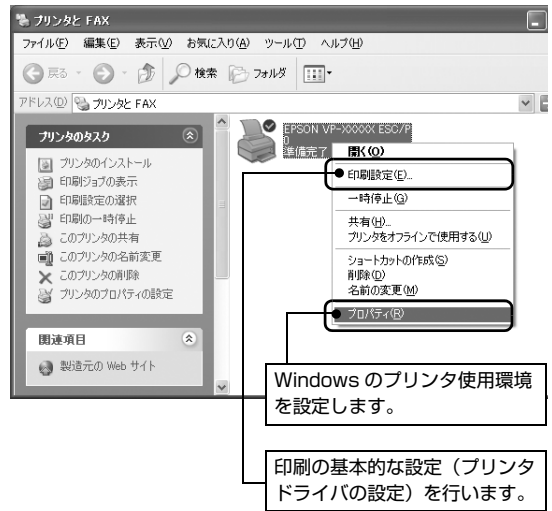 プリンタと FAX
ファイル(F) 編集(E) 表示(V) お気に入り(A) ツール(T) ヘルプ(H)
戻る 検索 フォルダ
アドレス(D) プリンタと FAX
プリンタのタスク
プリンタのインストール
印刷ジョブの表示
印刷設定の選択
印刷の一時停止
このプリンタの共有
このプリンタの名前変更
このプリンタの削除
プリンタのプロパティの設定
関連項目
製造元の Web サイト
EPSON VP-XXXXX ESC/P
0
準備完了
開く(O)
印刷設定(E)...
一時停止(G)
共有(H)...
プリンタをオフラインで使用する(U)
ショートカットの作成(S)
削除(D)
名前の変更(M)
プロパティ(R)
Windows のプリンタ使用環境
を設定します。
印刷の基本的な設定（プリンタ
ドライバの設定）を行います。